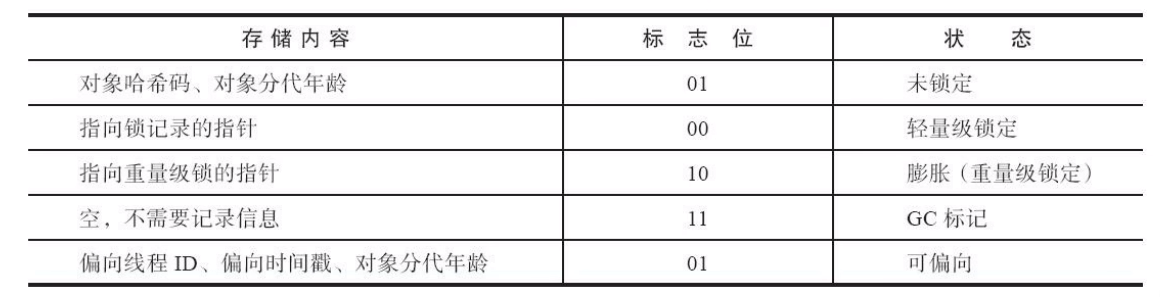 存储内容 标志位 状态
对象哈希码、对象分代年龄 01 未锁定
指向锁记录的指针 00 轻量级锁定
指向重量级锁的指针 10 膨胀（重量级锁定）
空，不需要记录信息 11 GC 标记
偏向线程 ID、偏向时间戳、对象分代年龄 01 可偏向